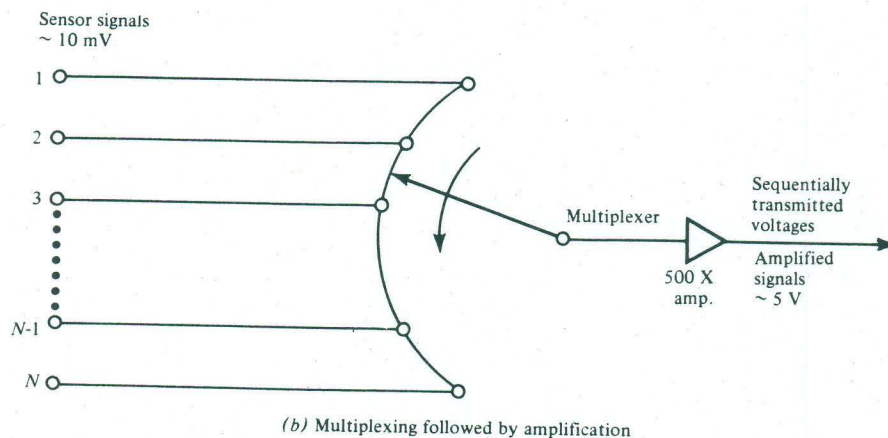 Sensor signals
~ 10 mV
1
2
3
N-1
N
Multiplexer
500 X
amp.
Sequentially
transmitted
voltages
Amplified
signals
~ 5 V
(b) Multiplexing followed by amplification